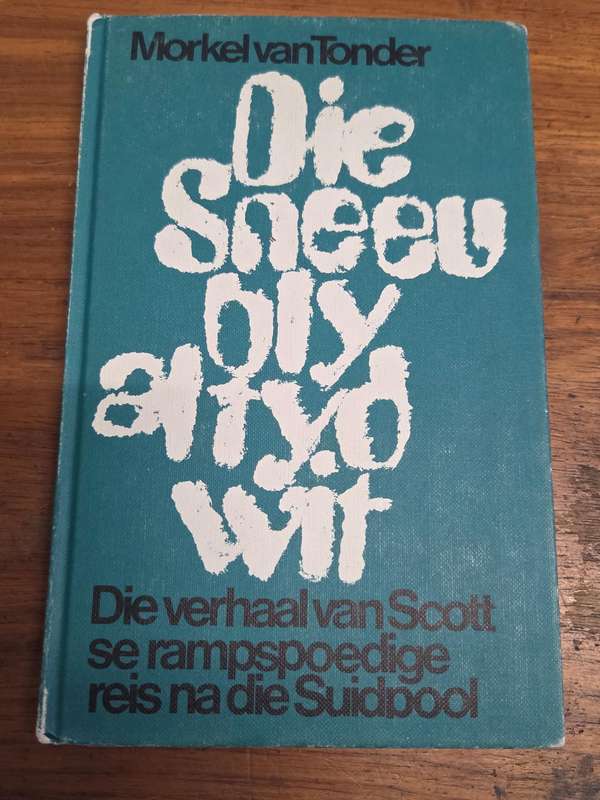 Morkel van Tonder
Die
Sneeu
bly
altyd
wit
Die verhaal van Scott
se rampspoedige
reis na die Suidpool